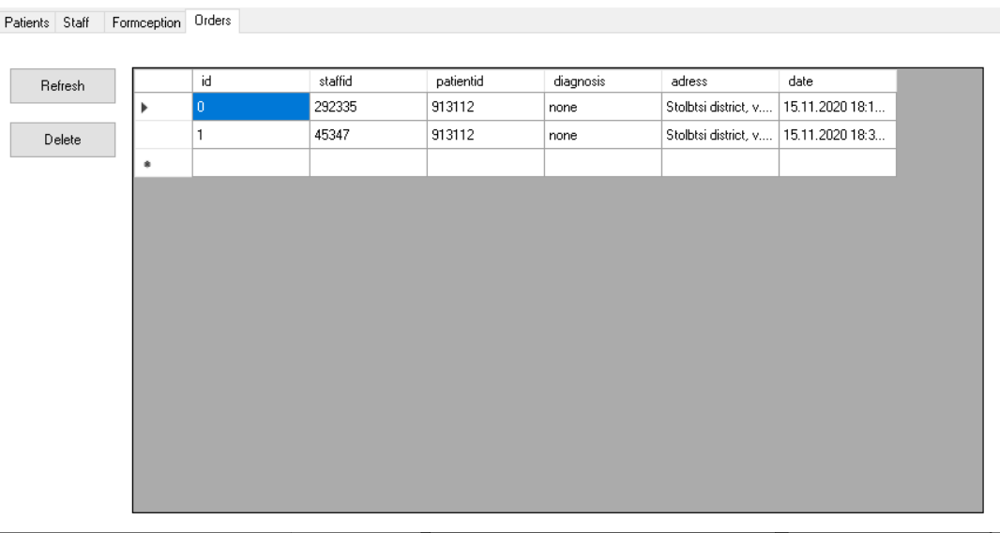 Patients Staff Formception Orders
Refresh
Delete
id staffid patientid diagnosis adress date
0 292335 913112 none Stolbtsi district, v.... 15.11.2020 18:1...
1 45347 913112 none Stolbtsi district, v.... 15.11.2020 18:3...